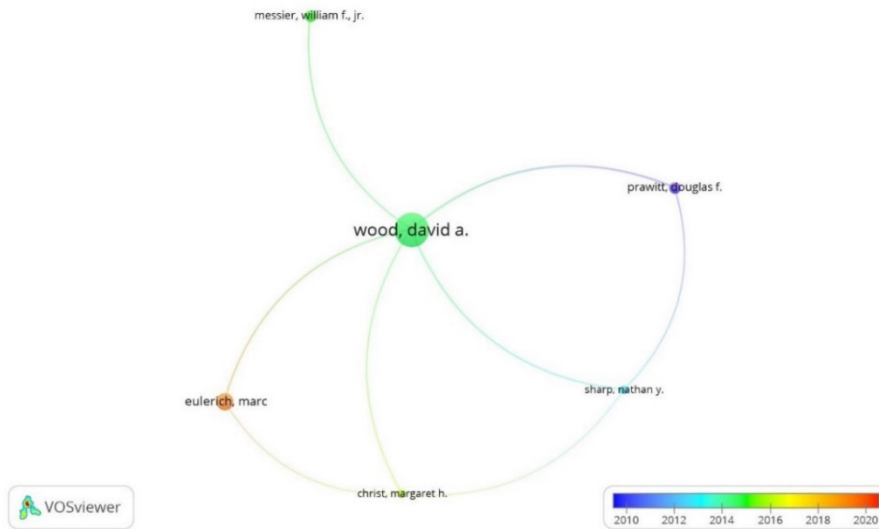 messier, william f., jr.
prawitt, douglas f.
wood, david a.
sharp, nathan y.
eulerich, marc
christ, margaret h.
VOSviewer
2010 2012 2014 2016 2018 2020